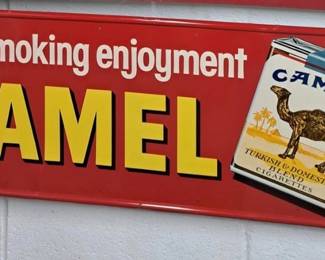 moking enjoyment
AMEL
CAM
TURKISH & DOMEST
BLEND
CIGARETTES